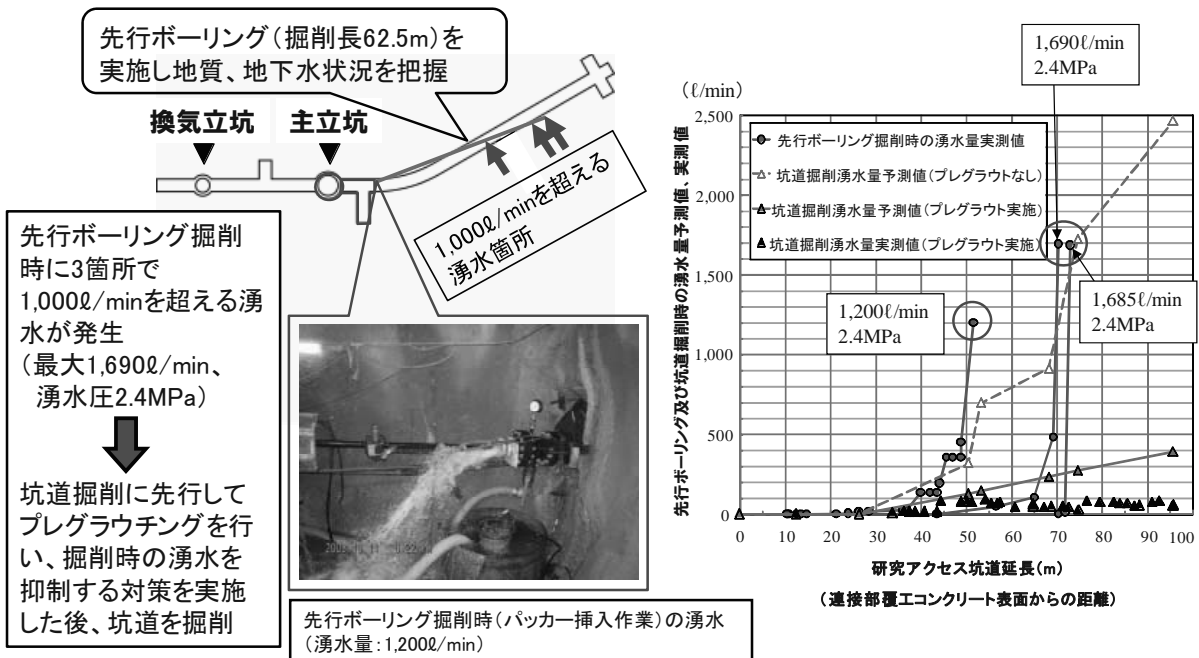 先行ボーリング（掘削長62.5m）を
実施し地質、地下水状況を把握
換気立坑
主立坑
1,000ℓ/minを超える
湧水箇所
先行ボーリング掘削
時に3箇所で
1,000ℓ/minを超える湧
水が発生
（最大1,690ℓ/min、
湧水圧2.4MPa）
坑道掘削に先行して
プレグラウチングを行
い、掘削時の湧水を
抑制する対策を実施
した後、坑道を掘削
先行ボーリング掘削時（パッカー挿入作業）の湧水
（湧水量：1,200ℓ/min）
1,690ℓ/min
2.4MPa
（ℓ/min）
先行ボーリング及び坑道掘削時の湧水量予測値、実測値
2,500
2,000
1,500
1,000
500
0
先行ボーリング掘削時の湧水量実測値
坑道掘削湧水量予測値（プレグラウトなし）
坑道掘削湧水量予測値（プレグラウト実施）
坑道掘削湧水量実測値（プレグラウト実施）
1,200ℓ/min
2.4MPa
1,685ℓ/min
2.4MPa
0 10 20 30 40 50 60 70 80 90 100
研究アクセス坑道延長（m）
（連接部覆工コンクリート表面からの距離）